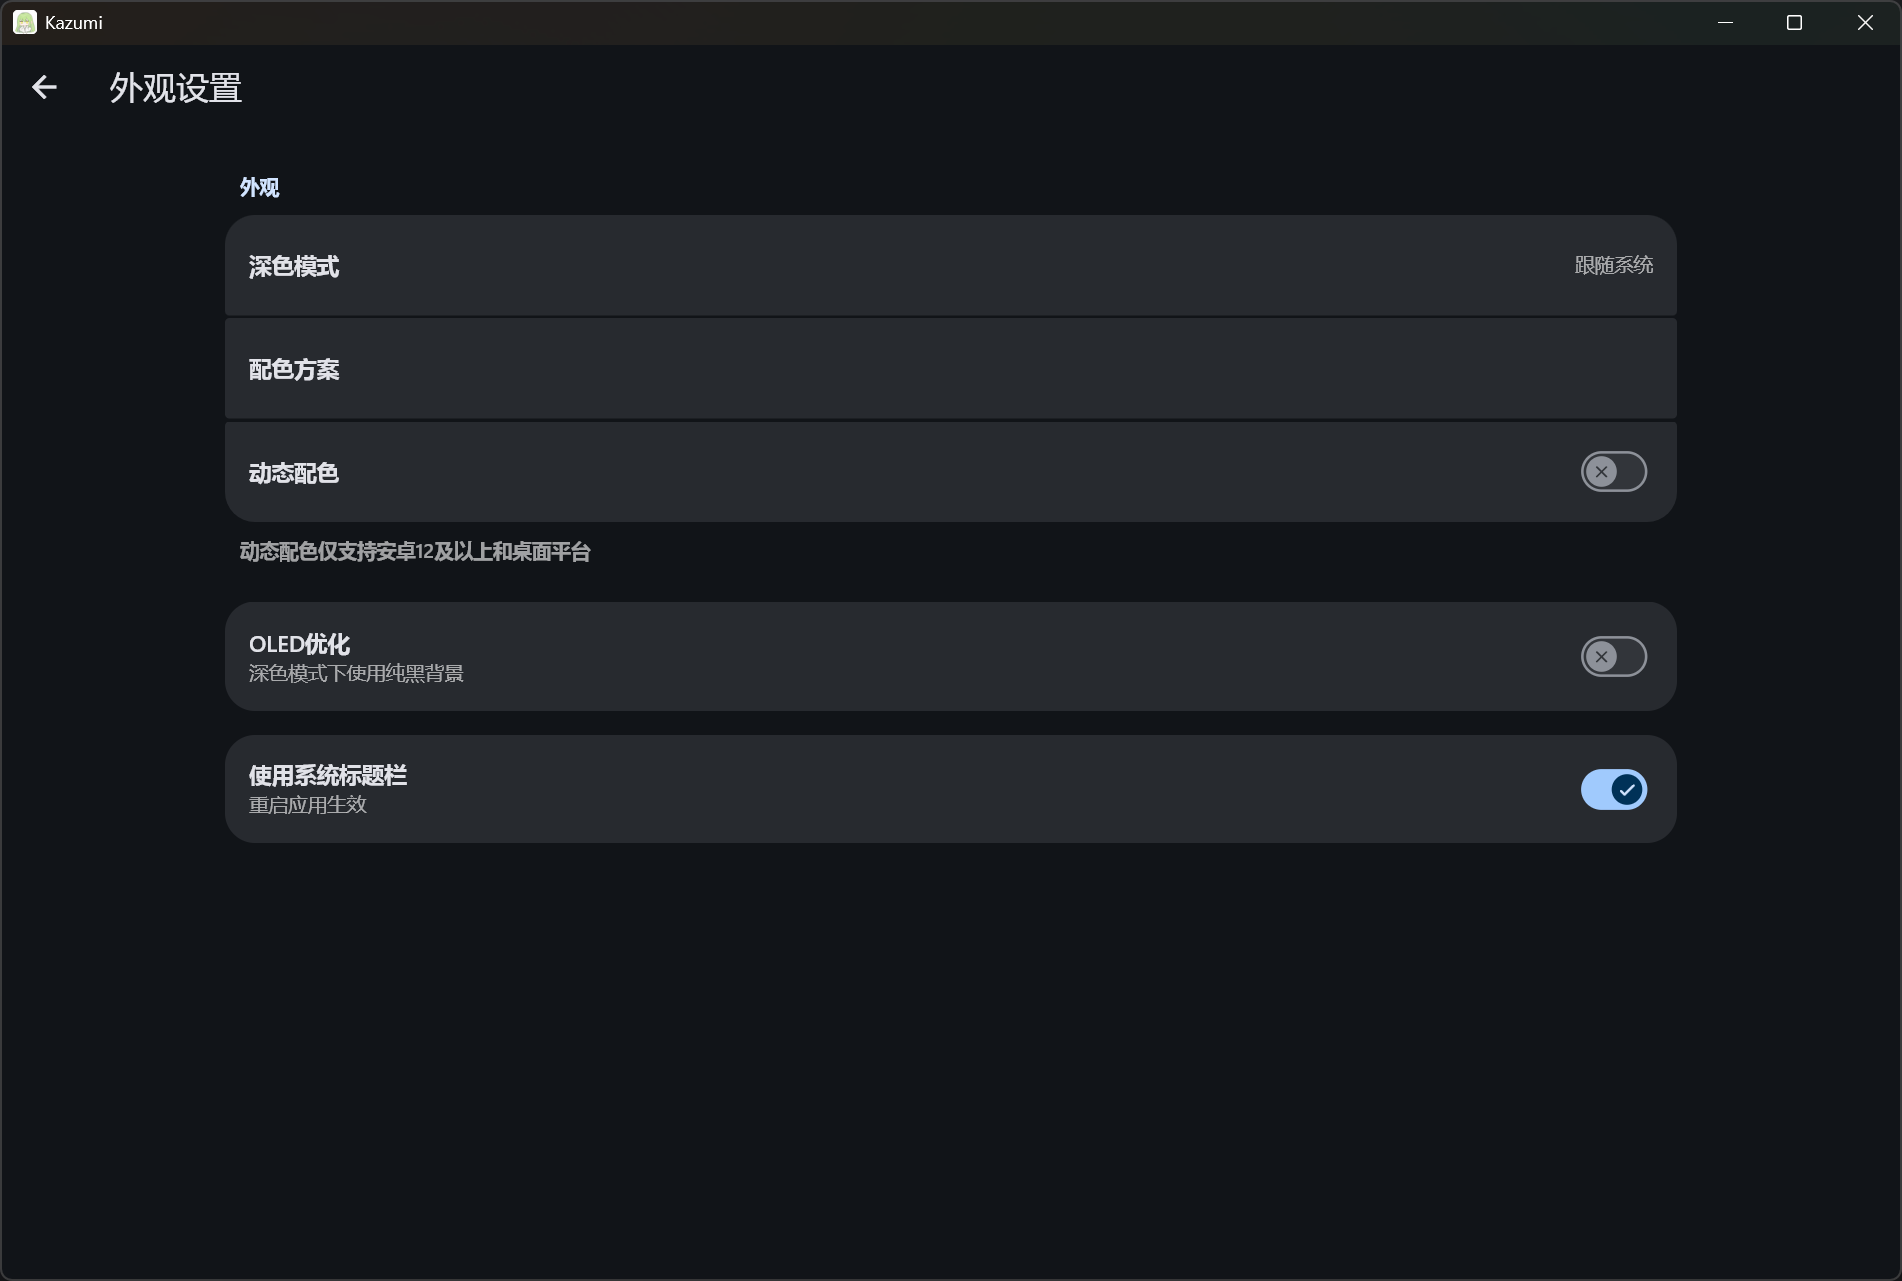 Kazumi
外观设置
外观
深色模式
跟随系统
配色方案
动态配色
动态配色仅支持安卓12及以上和桌面平台
OLED优化
深色模式下使用纯黑背景
使用系统标题栏
重启应用生效